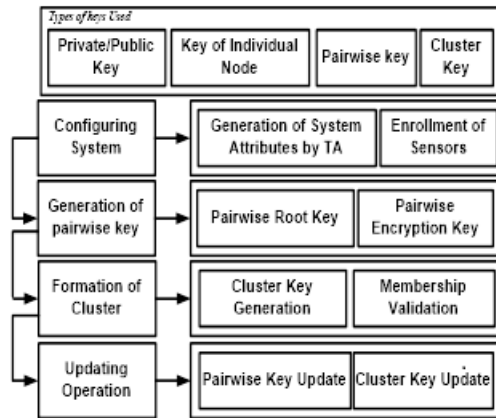 Types of keys Used
Private/Public Key of Individual Pairwise key Cluster
Key Node Key
Configuring Generation of System Enrollment of
System Attributes by TA Sensors
Generation of Pairwise Root Key Pairwise
pairwise key Encryption Key
Formation of Cluster Key Membership
Cluster Generation Validation
Updating Pairwise Key Update Cluster Key Update
Operation